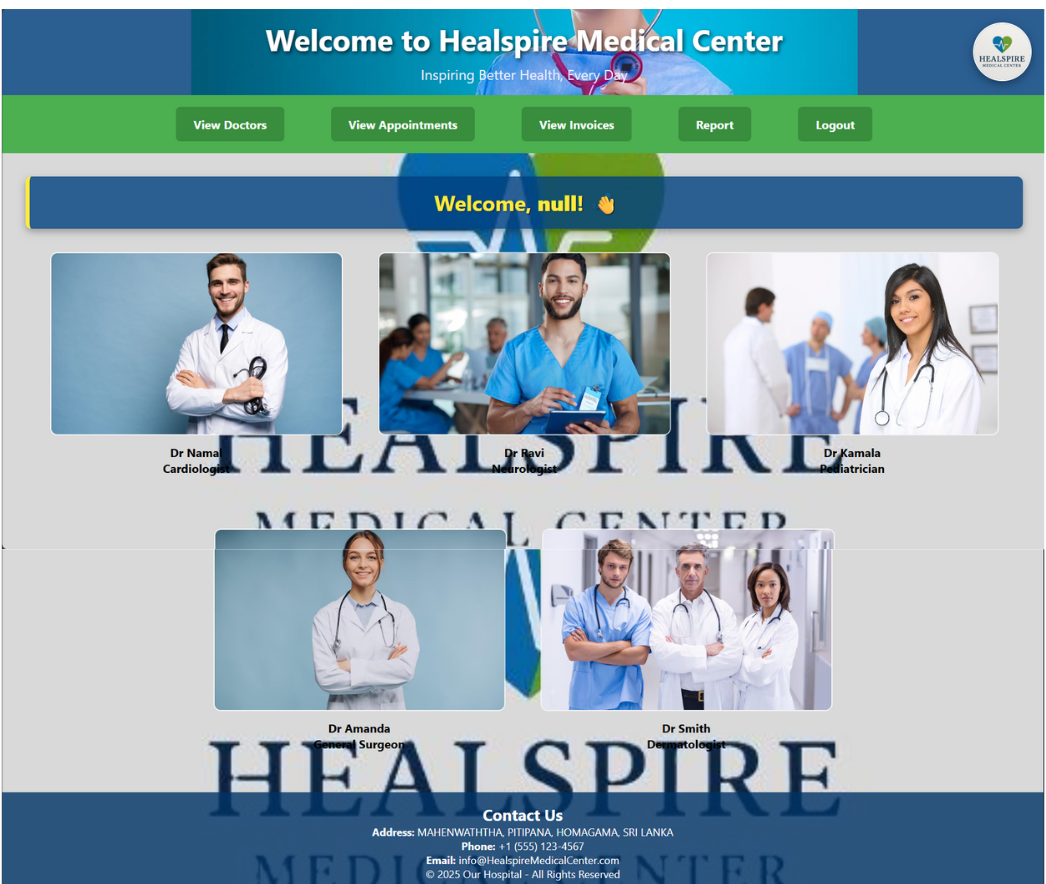 Welcome to Healspire Medical Center
Inspiring Better Health, Every Day
HEALSPIRE
MEDICAL CENTER
View Doctors
View Appointments
View Invoices
Report
Logout
Welcome, null! 👋
Dr Namal
Cardiologist
Dr Ravi
Neurologist
Dr Kamala
Pediatrician
HEALSPIRE
MEDICAL CENTER
Dr Amanda
General Surgeon
Dr Smith
Dermatologist
HEALSPIRE
Contact Us
Address: MAHENWATHTHA, PITIPANA, HOMAGAMA, SRI LANKA
Phone: +1 (555) 123-4567
Email: info@HealspireMedicalCenter.com
© 2025 Our Hospital - All Rights Reserved
MEDICAL CENTER